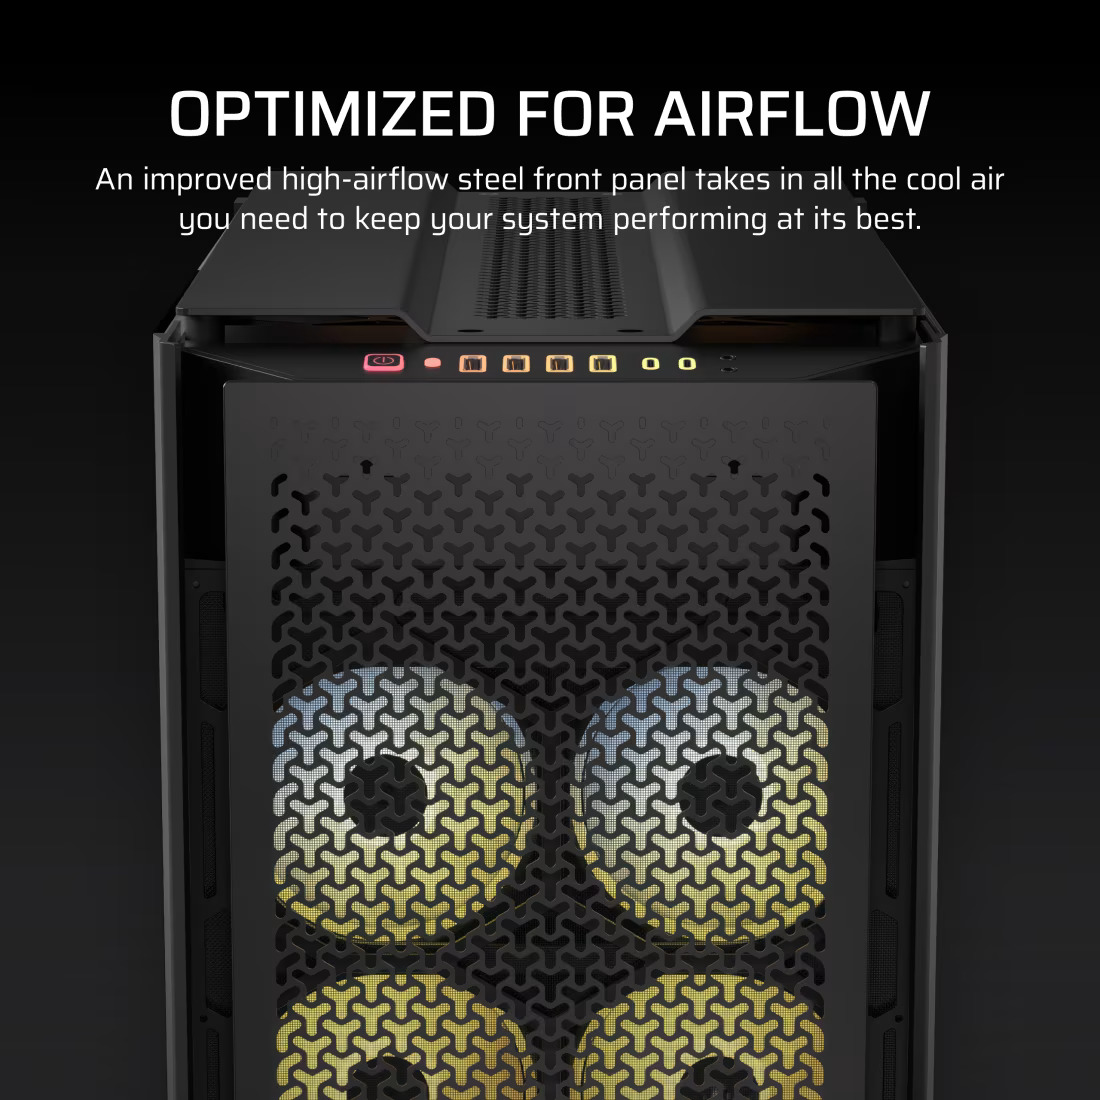 OPTIMIZED FOR AIRFLOW
An improved high-airflow steel front panel takes in all the cool air
you need to keep your system performing at its best.